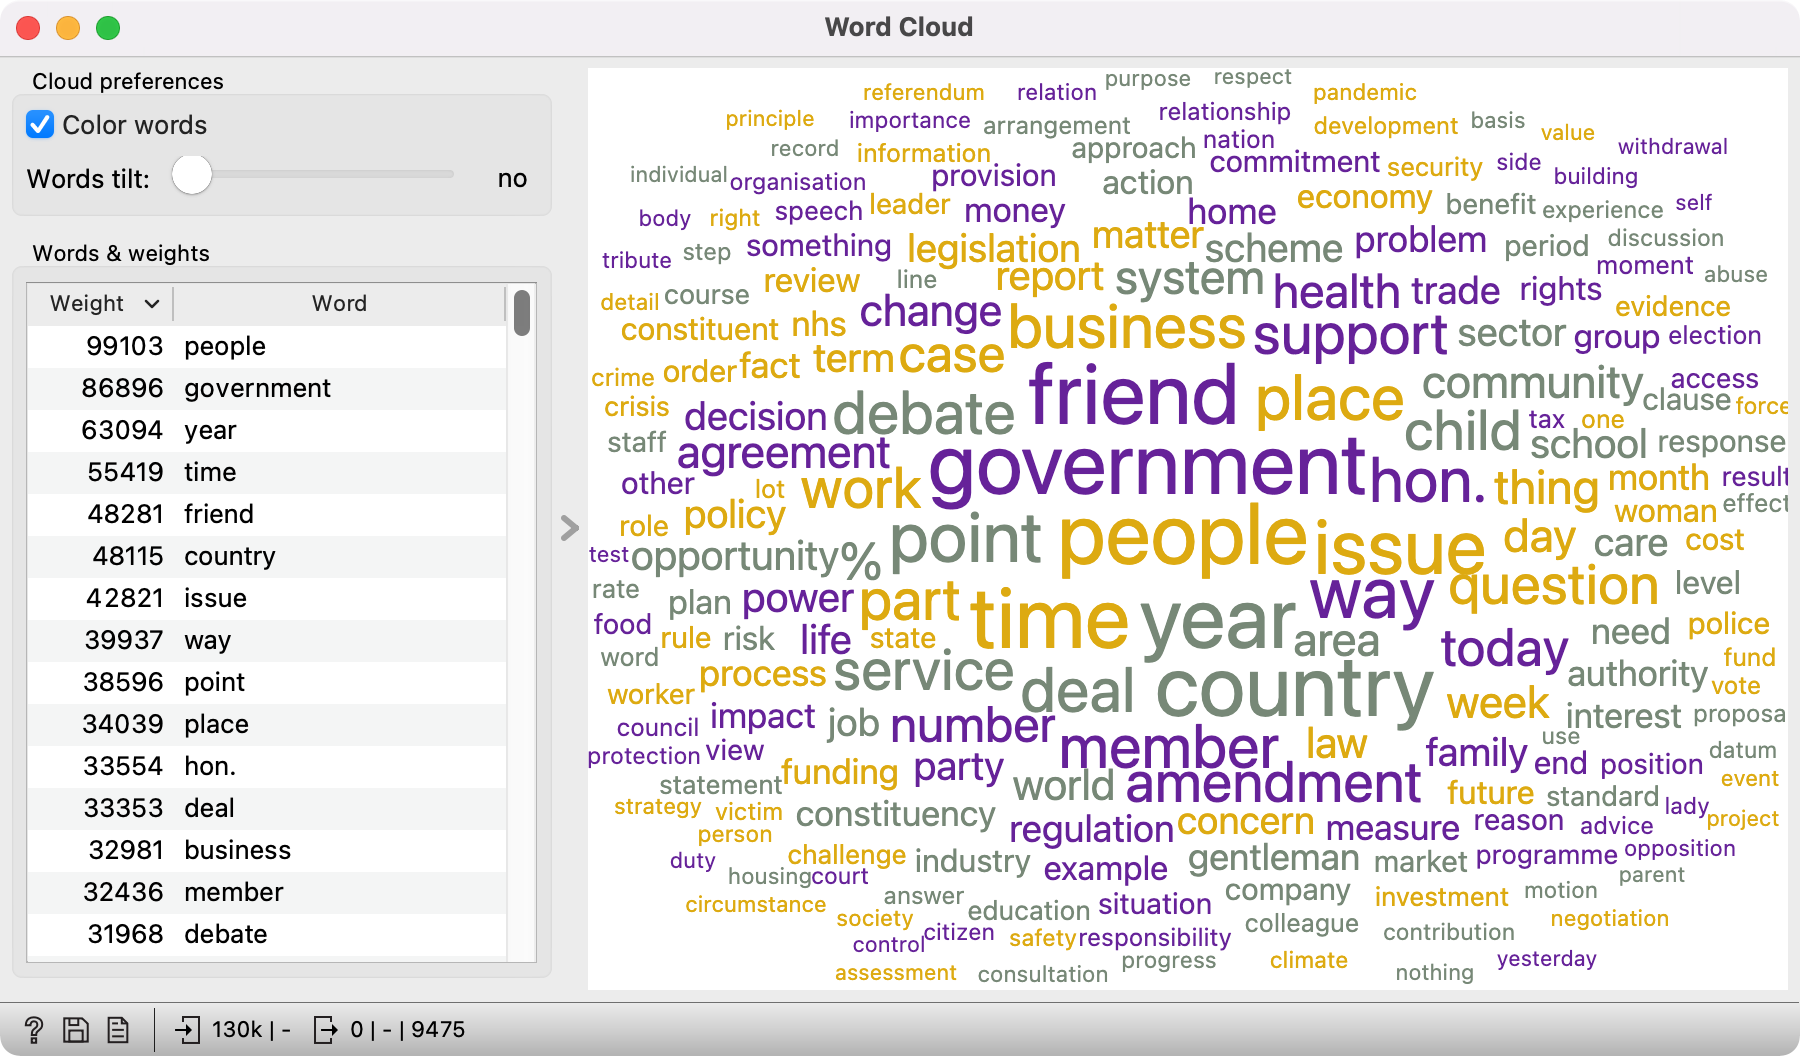 Word Cloud
Cloud preferences
Color words
Words tilt: no
Words & weights
Weight Word
99103 people
86896 government
63094 year
55419 time
48281 friend
48115 country
42821 issue
39937 way
38596 point
34039 place
33554 hon.
33353 deal
32981 business
32436 member
31968 debate
purpose respect
referendum relation pandemic
principle importance arrangement relationship development basis value
record information approach nation withdrawal
individual organisation provision action commitment security side building
body right speech leader money home economy benefit experience self
tribute step something legislation matter scheme problem period discussion
detail course review line report system health trade rights moment abuse
constituent nhs change business support sector group evidence election
crime order fact term case friend place community access
crisis decision debate child clause force
staff agreement government hon. tax one school response
other lot work thing month result
role policy point people issue day woman effect
test opportunity % care cost
rate plan power part time year way question level
food rule risk life state area today need police
word process service deal country authority fund
worker week vote
council impact job number member law interest proposa
protection view party amendment family end position use datum
statement funding world future standard event
strategy victim constituency regulation concern measure reason advice lady project
person
duty challenge industry example gentleman market programme opposition
housing court answer company investment motion parent
circumstance society education situation colleague contribution negotiation
control citizen safety responsibility
assessment consultation progress climate nothing yesterday
130k | - 0 | - | 9475